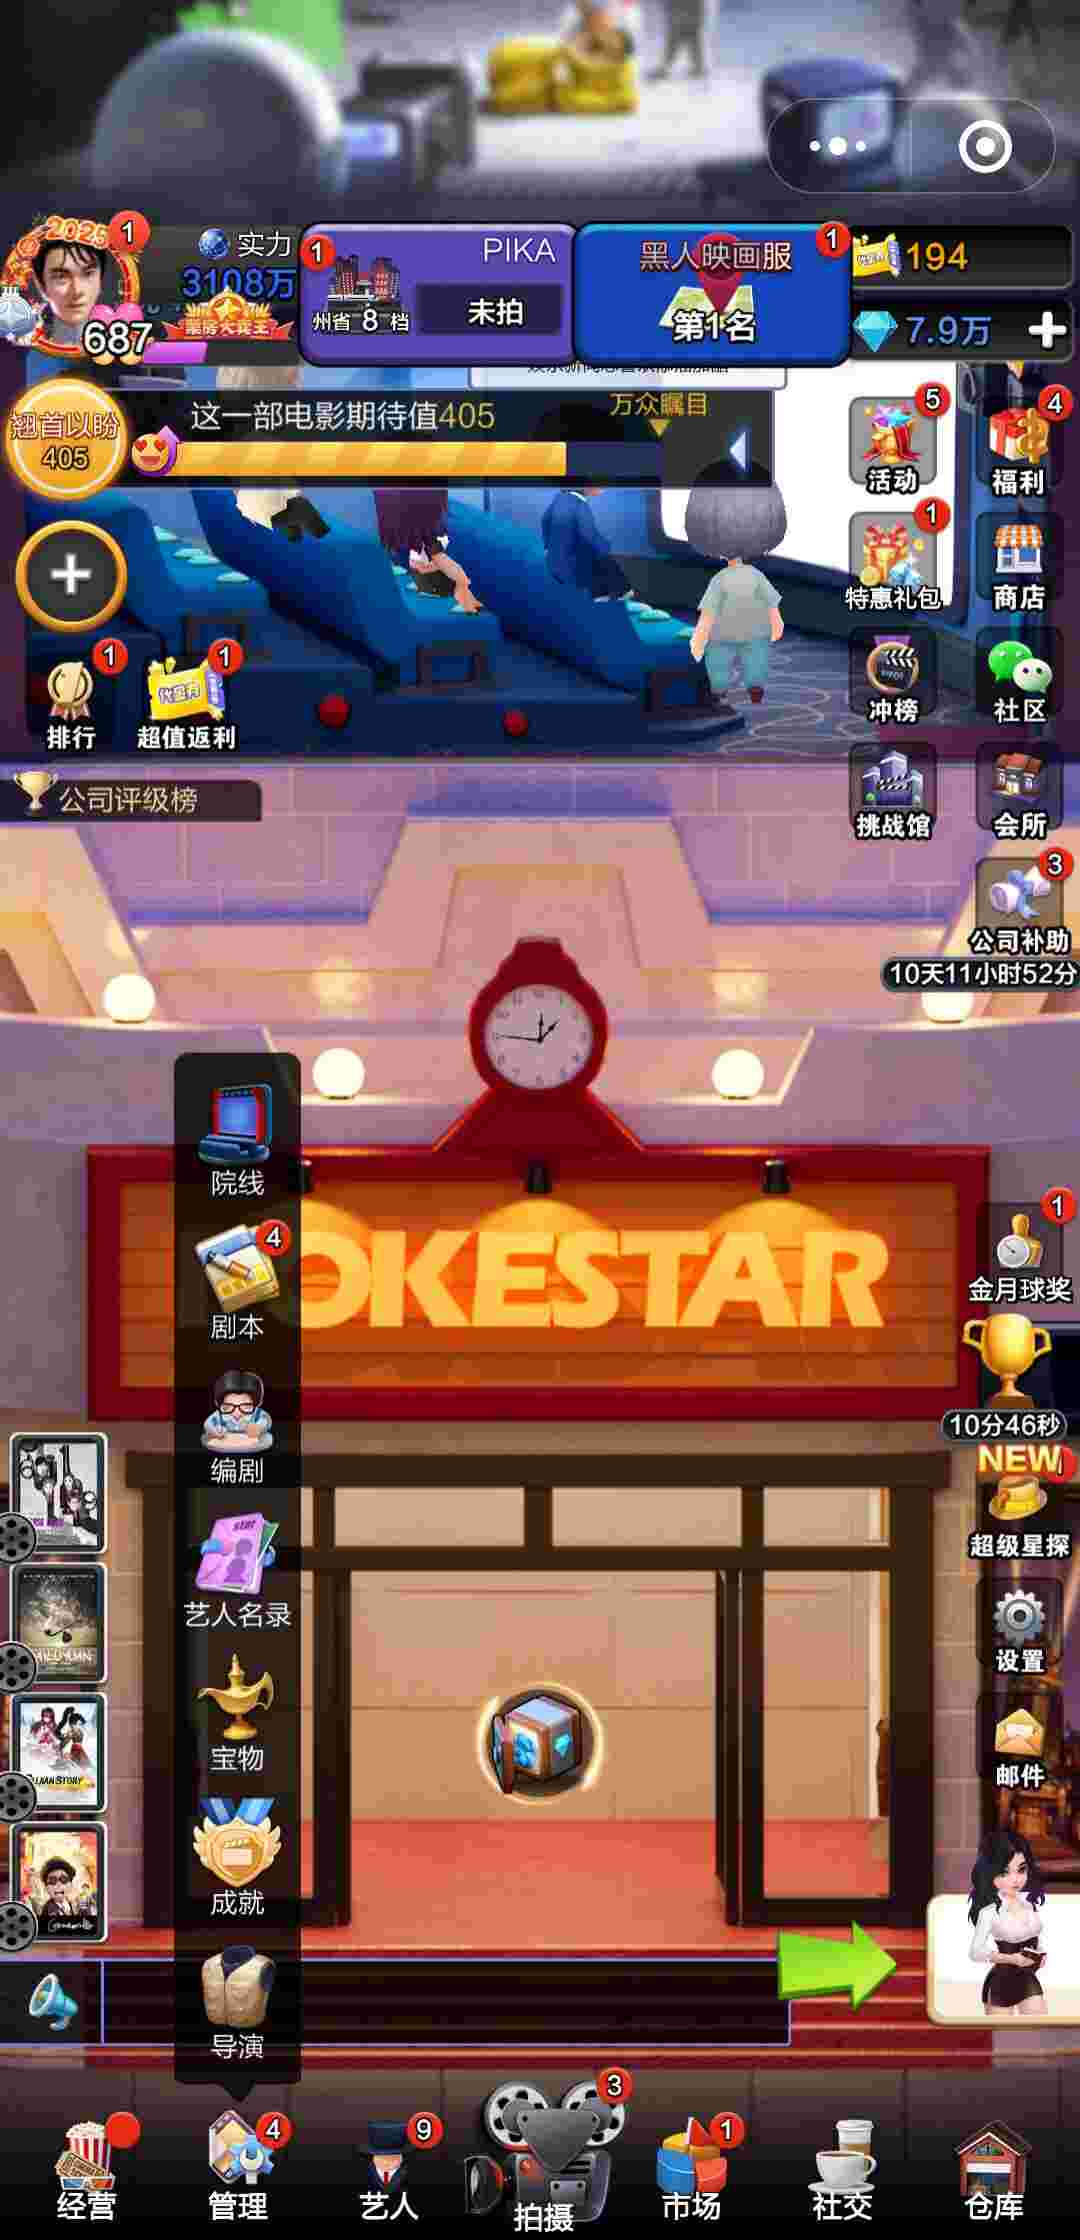 2025
1
实力
3108万
票房大卖王
687
1
PIKA
州省 8 档
未拍
1
黑人映画服
第1名
194
7.9万
翘首以盼
405
这一部电影期待值405
万众瞩目
5
活动
4
福利
1
特惠礼包
商店
1
排行
1
超值返利
冲榜
社区
公司评级榜
挑战馆
会所
3
公司补助
10天11小时52分
院线
4
剧本
OKESTAR
1
金月球奖
10分46秒
编剧
NEW
超级星探
star
艺人名录
设置
宝物
邮件
成就
导演
经营
4
管理
9
艺人
3
拍摄
1
市场
社交
仓库